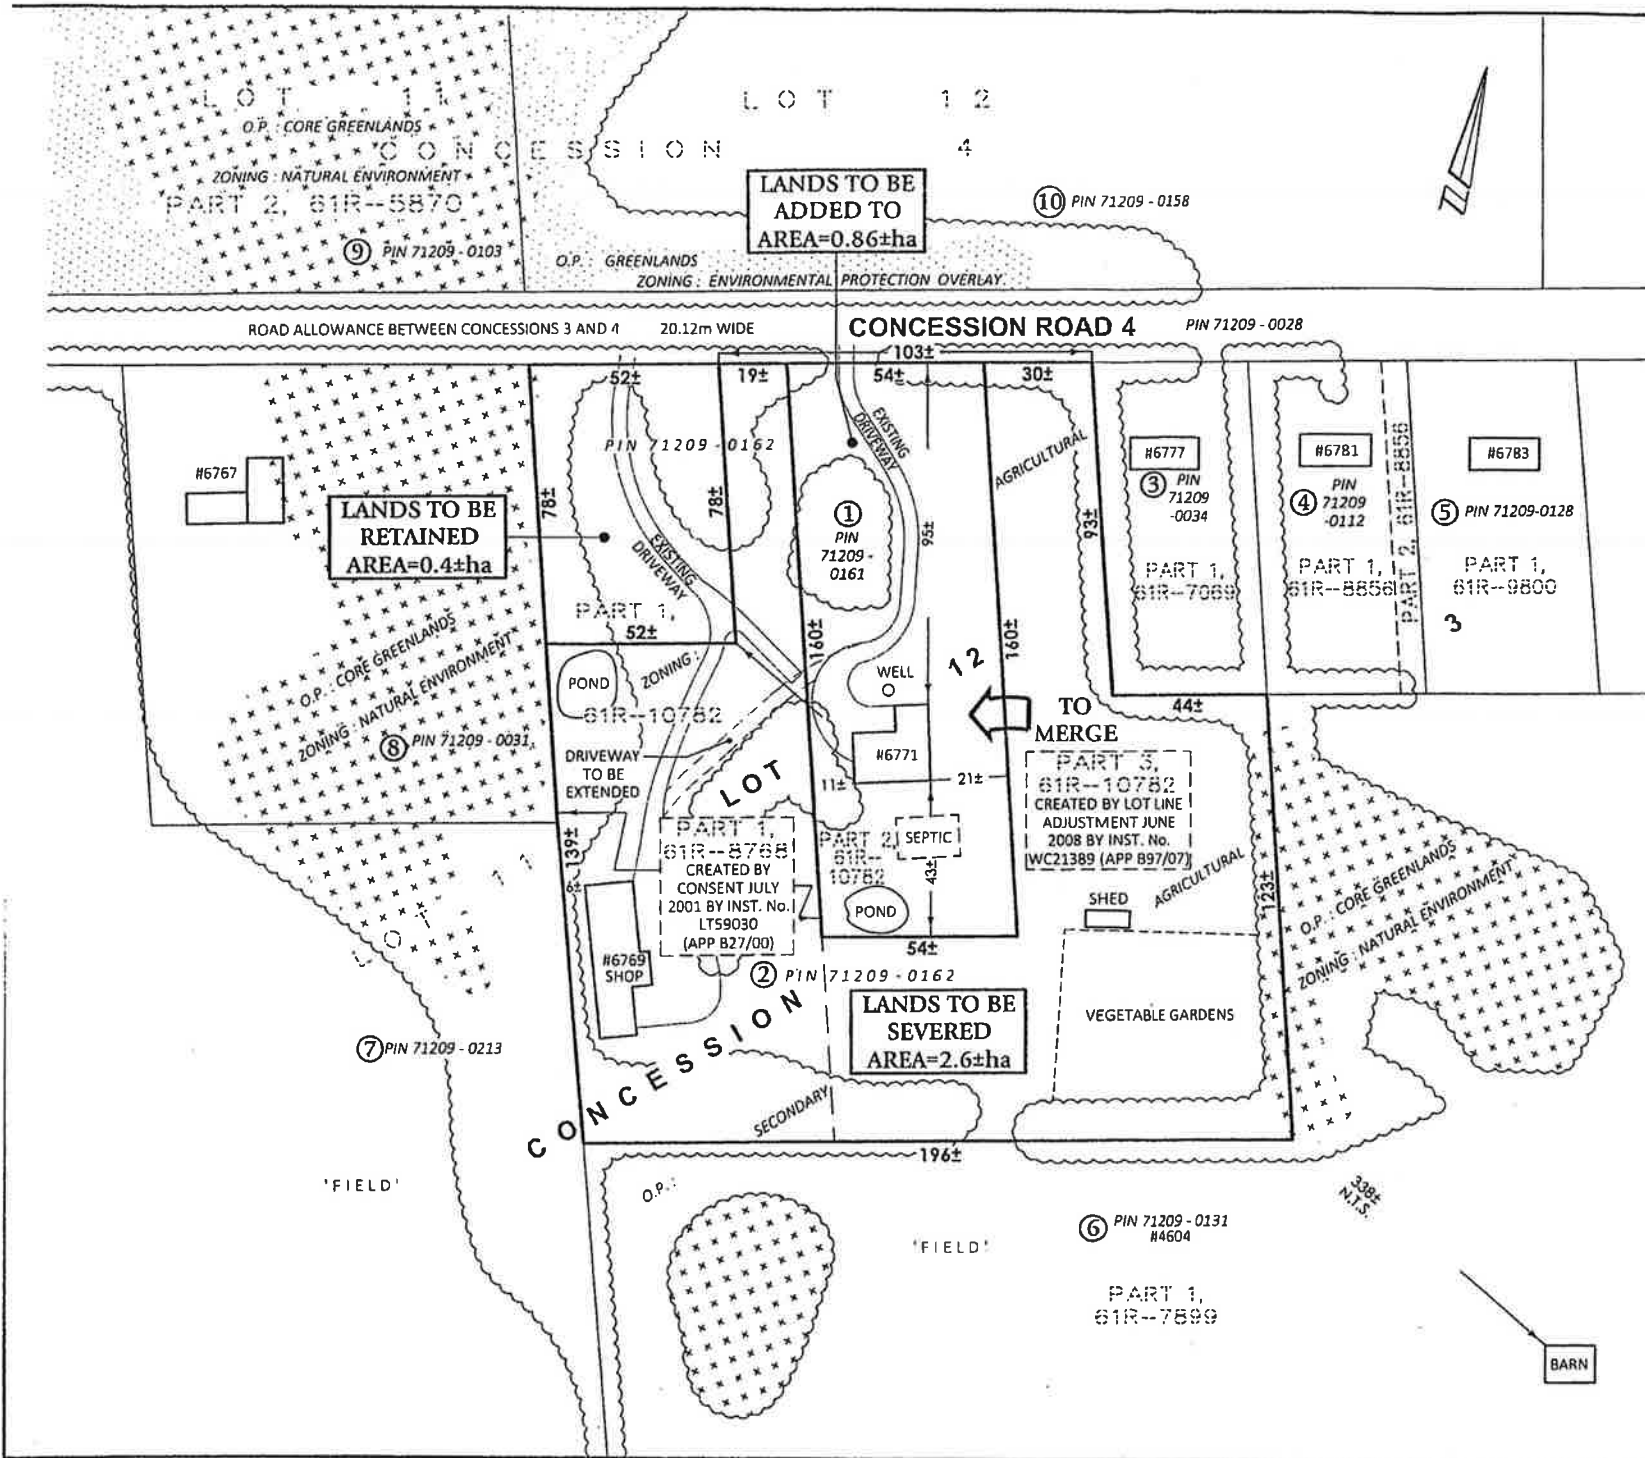 LOT 11
O.P. : CORE GREENLANDS
CONCESSION 4
ZONING : NATURAL ENVIRONMENT
PART 2, 61R--5870
⑨ PIN 71209 - 0103
LOT 12
LANDS TO BE
ADDED TO
AREA=0.86±ha
⑩ PIN 71209 - 0158
O.P. : GREENLANDS
ZONING : ENVIRONMENTAL PROTECTION OVERLAY
ROAD ALLOWANCE BETWEEN CONCESSIONS 3 AND 4 20.12m WIDE
CONCESSION ROAD 4
PIN 71209 - 0028
103±
52±
19±
54±
30±
PIN 71209 - 0162
EXISTING
DRIVEWAY
AGRICULTURAL
#6767
LANDS TO BE
RETAINED
AREA=0.4±ha
78±
78±
EXISTING
DRIVEWAY
①
PIN
71209 -
0161
95±
93±
#6777
③ PIN
71209
-0034
PART 1,
61R--7069
#6781
④ PIN
71209
-0112
PART 1,
61R--8856
PART 2, 61R-8856
#6783
⑤ PIN 71209-0128
PART 1,
61R--9800
3
PART 1,
52±
160±
160±
12
O.P. : CORE GREENLANDS
ZONING : NATURAL ENVIRONMENT
⑧ PIN 71209 - 0031
POND
ZONING :
61R--10782
WELL
TO
MERGE
44±
DRIVEWAY
TO BE
EXTENDED
#6771
11±
21±
LOT
PART 3,
61R--10782
CREATED BY LOT LINE
ADJUSTMENT JUNE
2008 BY INST. No.
WC21389 (APP B97/07)
PART 1,
61R--8768
CREATED BY
CONSENT JULY
2001 BY INST. No.
LT59030
(APP B27/00)
PART 2,
61R--
10782
SEPTIC
43±
139±
6±
LOT 11
POND
54±
SHED
AGRICULTURAL
123±
O.P. : CORE GREENLANDS
ZONING : NATURAL ENVIRONMENT
#6769
SHOP
② PIN 71209 - 0162
LANDS TO BE
SEVERED
AREA=2.6±ha
VEGETABLE GARDENS
⑦ PIN 71209 - 0213
CONCESSION
SECONDARY
196±
'FIELD'
O.P. :
338±
N.T.S.
'FIELD'
⑥ PIN 71209 - 0131
#4604
PART 1,
61R--7899
BARN